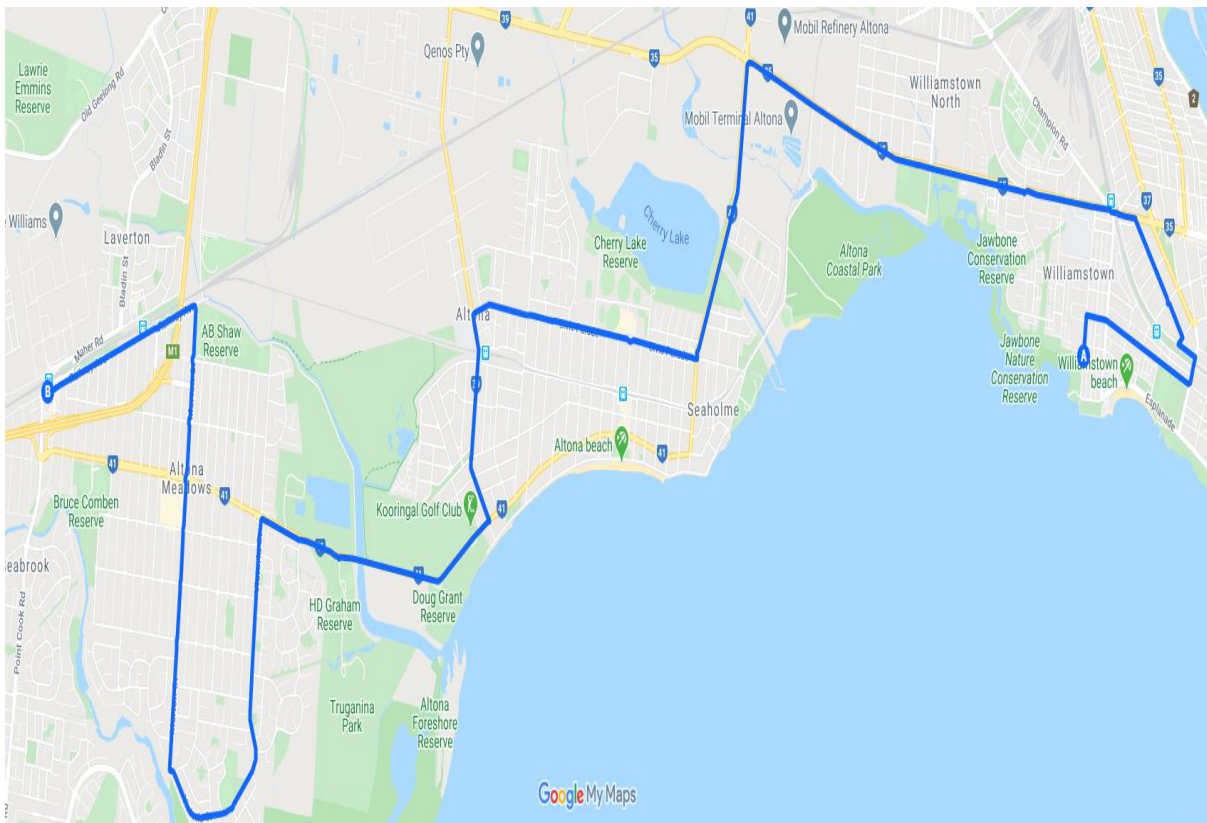 39
41
Mobil Refinery Altona
Qenos Pty
35
35
Lawrie
Emmins
Reserve
Old Geelong Rd
Williamstown
North
35
2
Mobil Terminal Altona
Champion Rd
Bladin St
37
35
Williams
Laverton
Cherry Lake
Cherry Lake
Reserve
Altona
Coastal Park
Jawbone
Conservation
Reserve
Williamstown
Bladin St
Altona
Maher Rd
AB Shaw
Reserve
M1
B
A
Jawbone
Nature
Conservation
Reserve
Williamstown
beach
Esplanade
Seaholme
Altona beach
41
41
Altona
Meadows
41
Bruce Comben
Reserve
Kooringal Golf Club
41
Seabrook
Point Cook Rd
HD Graham
Reserve
Doug Grant
Reserve
Truganina
Park
Altona
Foreshore
Reserve
Google My Maps